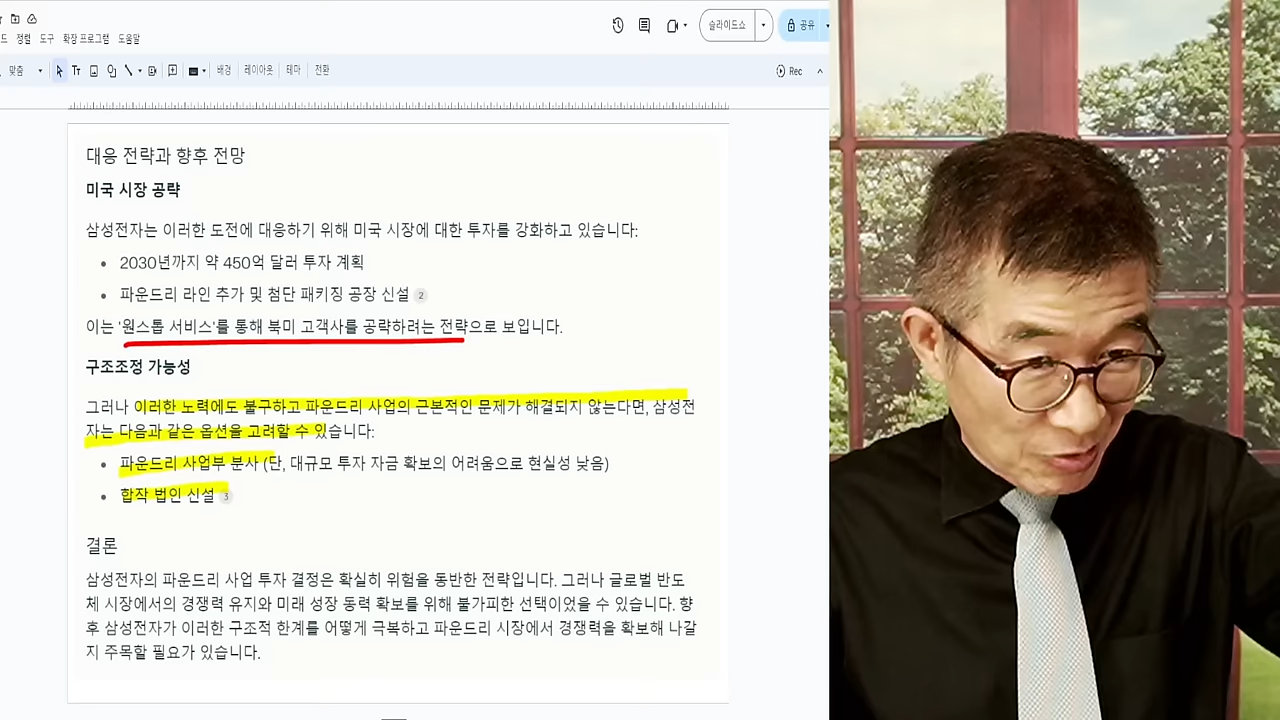 정렬 도구 확장 프로그램 도움말
슬라이드쇼
공유
맞춤
Tr
배경
레이아웃
테마
전환
Rec
대응 전략과 향후 전망
미국 시장 공략
삼성전자는 이러한 도전에 대응하기 위해 미국 시장에 대한 투자를 강화하고 있습니다:
• 2030년까지 약 450억 달러 투자 계획
• 파운드리 라인 추가 및 첨단 패키징 공장 신설 2
이는 '원스톱 서비스'를 통해 북미 고객사를 공략하려는 전략으로 보입니다.
구조조정 가능성
그러나 이러한 노력에도 불구하고 파운드리 사업의 근본적인 문제가 해결되지 않는다면, 삼성전
자는 다음과 같은 옵션을 고려할 수 있습니다:
• 파운드리 사업부 분사 (단, 대규모 투자 자금 확보의 어려움으로 현실성 낮음)
• 합작 법인 신설 3
결론
삼성전자의 파운드리 사업 투자 결정은 확실히 위험을 동반한 전략입니다. 그러나 글로벌 반도
체 시장에서의 경쟁력 유지와 미래 성장 동력 확보를 위해 불가피한 선택이었을 수 있습니다. 향
후 삼성전자가 이러한 구조적 한계를 어떻게 극복하고 파운드리 시장에서 경쟁력을 확보해 나갈
지 주목할 필요가 있습니다.